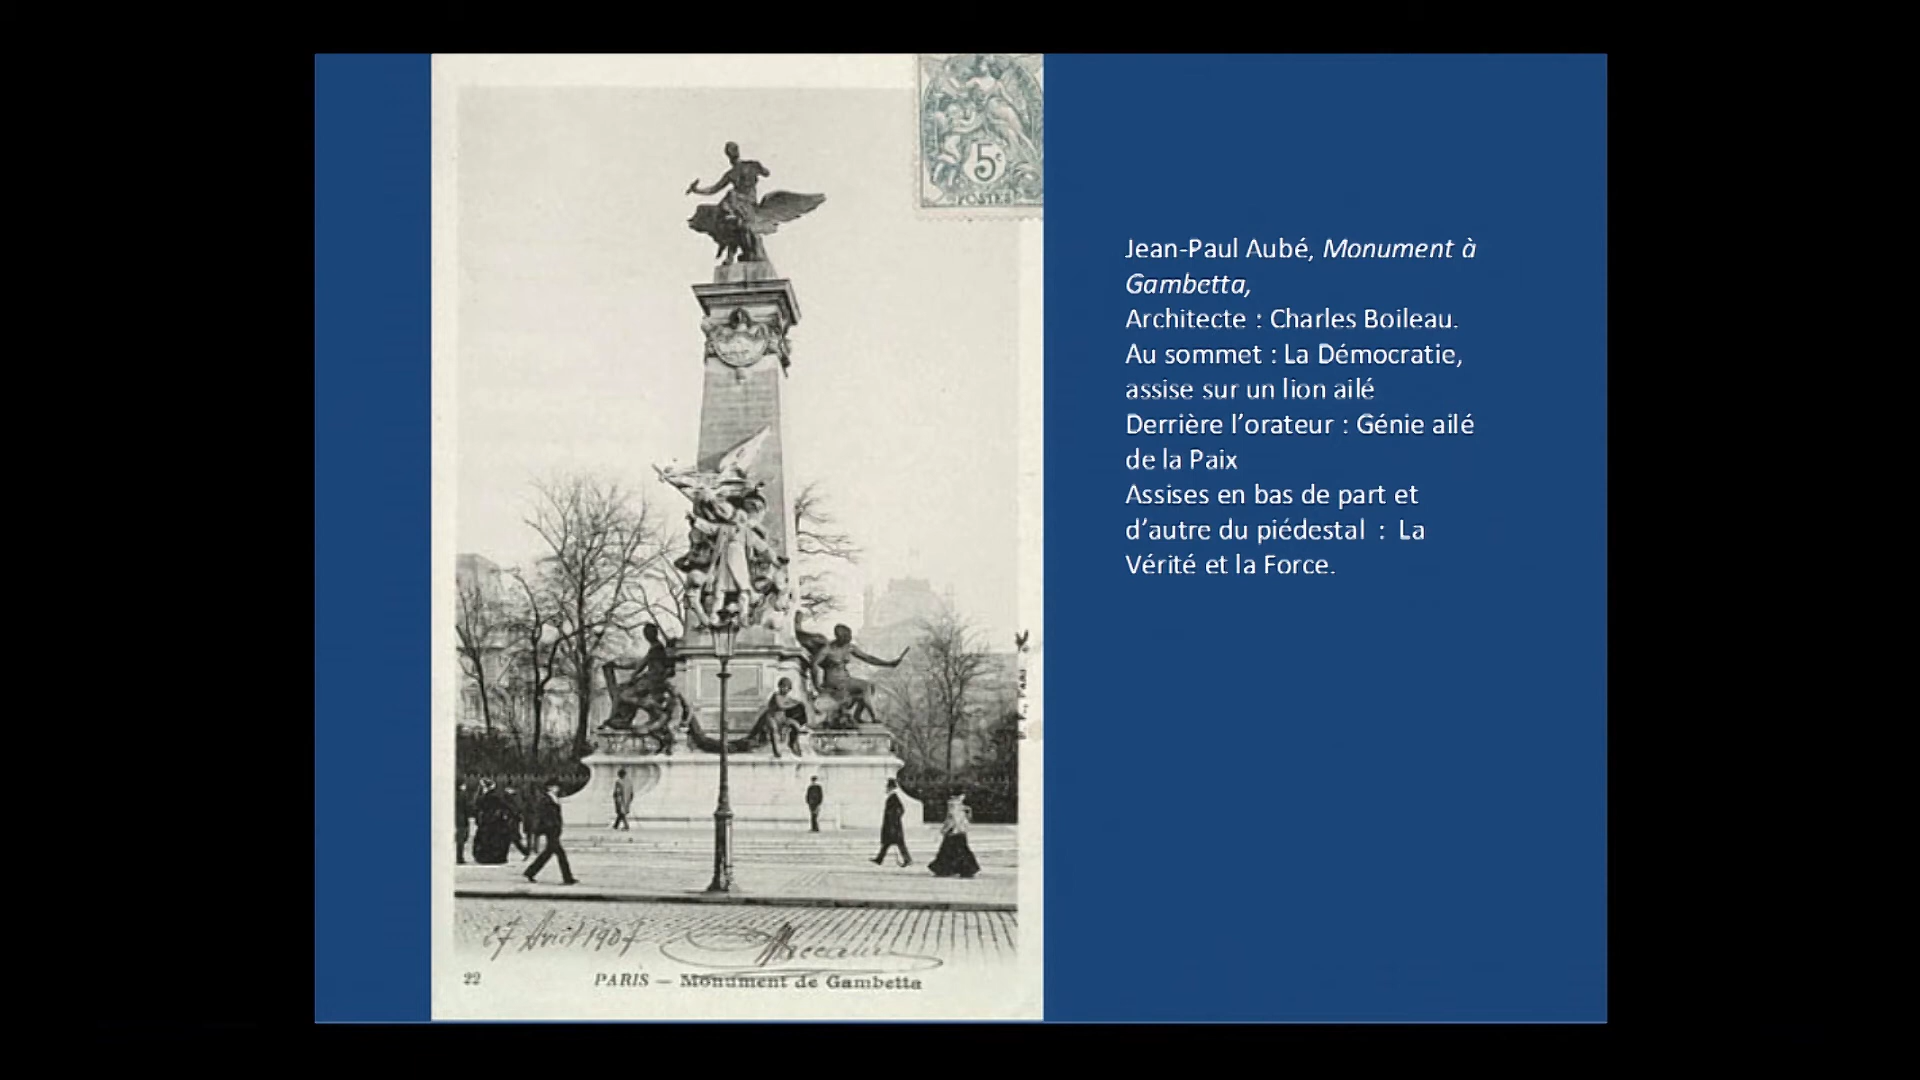 5c
POSTES
Jean-Paul Aubé, Monument à
Gambetta,
Architecte : Charles Boileau.
Au sommet : La Démocratie,
assise sur un lion ailé
Derrière l’orateur : Génie ailé
de la Paix
Assises en bas de part et
d’autre du piédestal : La
Vérité et la Force.
Avril 1907
22 PARIS — Monument de Gambetta